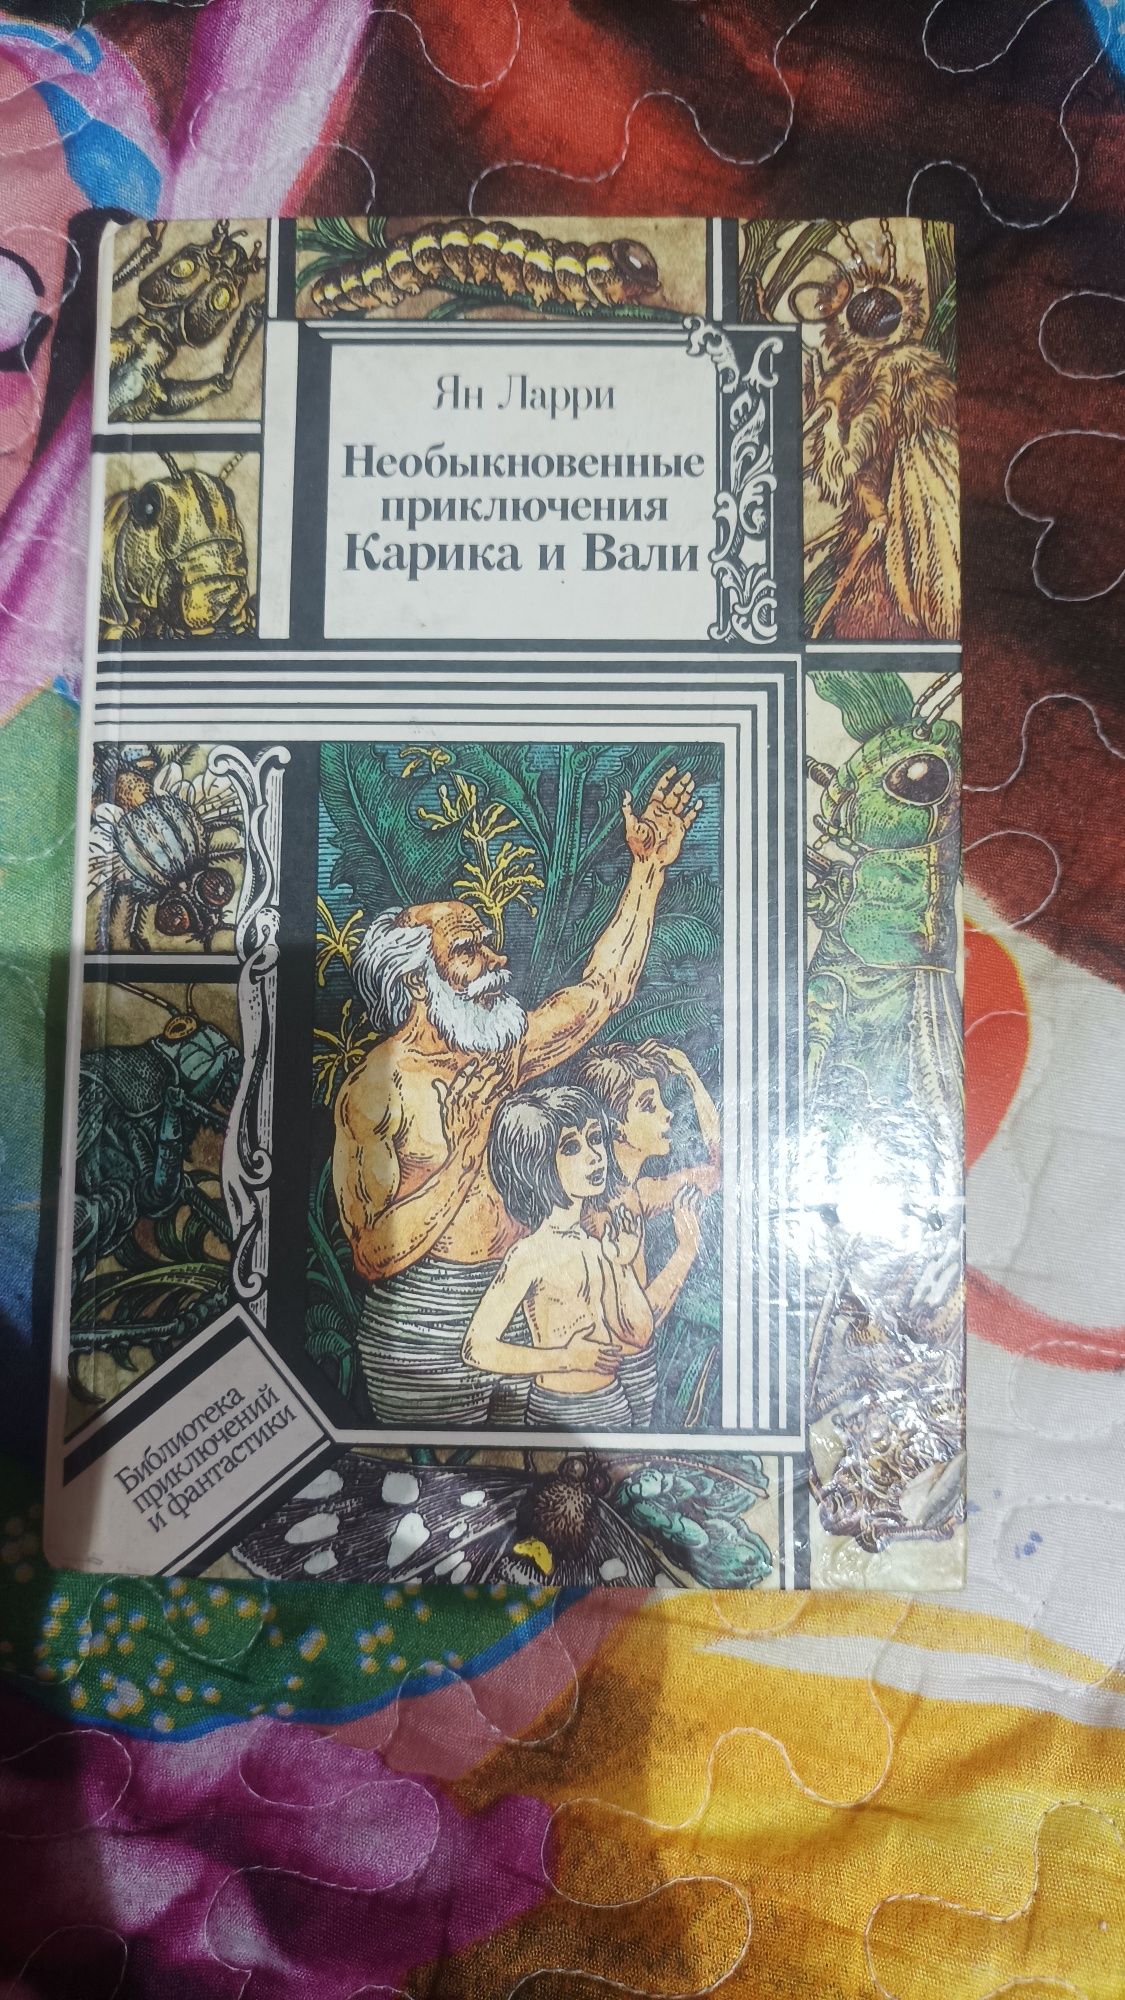 Ян Ларри
Необыкновенные
приключения
Карика и Вали
Библиотека
приключений
и фантастики